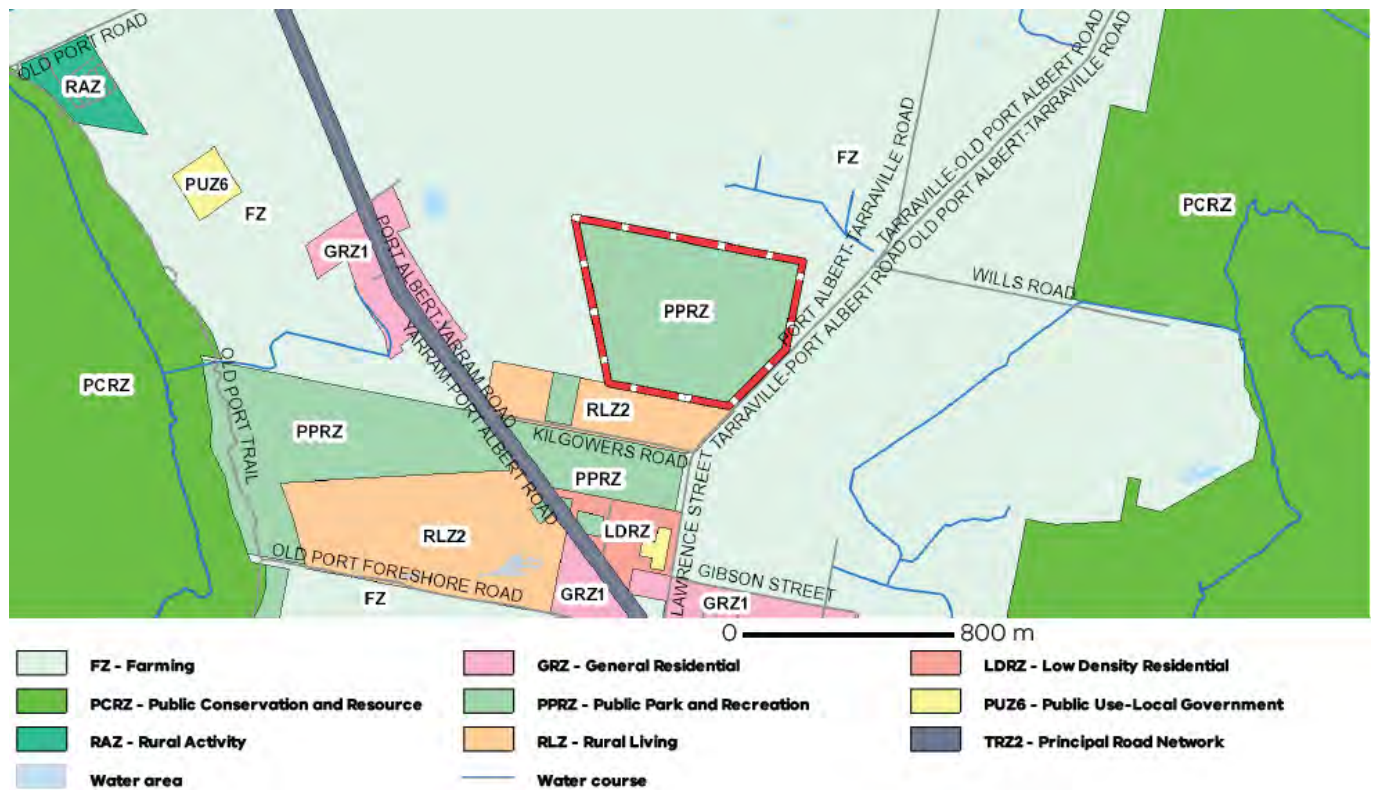 OLD PORT ROAD
RAZ
PUZ6
FZ
GRZ1
PORT ALBERT-YARRAM ROAD
YARRAM-PORT ALBERT ROAD
PCRZ
OLD PORT TRAIL
PPRZ
RLZ2
OLD PORT FORESHORE ROAD
FZ
PPRZ
RLZ2
KILGOWERS ROAD
PPRZ
LDRZ
GRZ1
LAWRENCE STREET
GIBSON STREET
GRZ1
FZ
PORT ALBERT-TARRAVILLE ROAD
TARRAVILLE-PORT ALBERT ROAD
TARRAVILLE-OLD PORT ALBERT ROAD
OLD PORT ALBERT-TARRAVILLE ROAD
WILLS ROAD
PCRZ
0 800 m
FZ - Farming
GRZ - General Residential
LDRZ - Low Density Residential
PCRZ - Public Conservation and Resource
PPRZ - Public Park and Recreation
PUZ6 - Public Use-Local Government
RAZ - Rural Activity
RLZ - Rural Living
TRZ2 - Principal Road Network
Water area
Water course